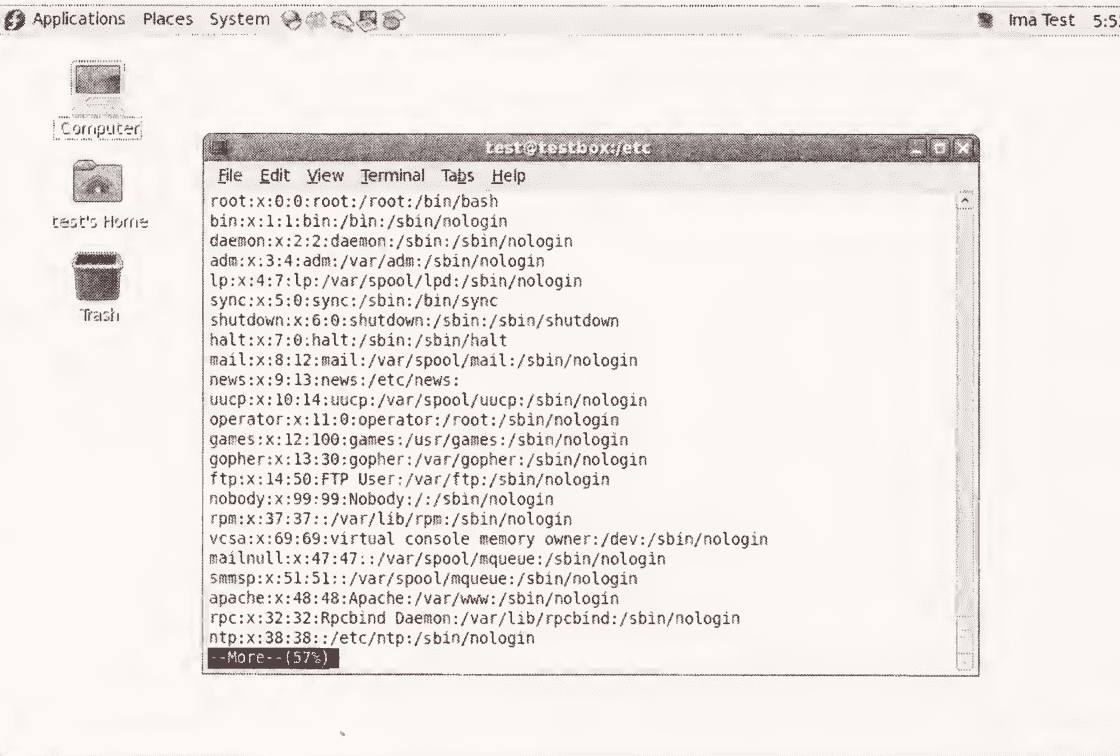 Applications Places System Ima Test 5:5
Computer
test's Home
Trash
test@testbox:/etc
File Edit View Terminal Tabs Help
root:x:0:0:root:/root:/bin/bash
bin:x:1:1:bin:/bin:/sbin/nologin
daemon:x:2:2:daemon:/sbin:/sbin/nologin
adm:x:3:4:adm:/var/adm:/sbin/nologin
lp:x:4:7:lp:/var/spool/lpd:/sbin/nologin
sync:x:5:0:sync:/sbin:/bin/sync
shutdown:x:6:0:shutdown:/sbin:/sbin/shutdown
halt:x:7:0:halt:/sbin:/sbin/halt
mail:x:8:12:mail:/var/spool/mail:/sbin/nologin
news:x:9:13:news:/etc/news:
uucp:x:10:14:uucp:/var/spool/uucp:/sbin/nologin
operator:x:11:0:operator:/root:/sbin/nologin
games:x:12:100:games:/usr/games:/sbin/nologin
gopher:x:13:30:gopher:/var/gopher:/sbin/nologin
ftp:x:14:50:FTP User:/var/ftp:/sbin/nologin
nobody:x:99:99:Nobody:/:/sbin/nologin
rpm:x:37:37::/var/lib/rpm:/sbin/nologin
vcsa:x:69:69:virtual console memory owner:/dev:/sbin/nologin
mailnull:x:47:47::/var/spool/mqueue:/sbin/nologin
smmsp:x:51:51::/var/spool/mqueue:/sbin/nologin
apache:x:48:48:Apache:/var/www:/sbin/nologin
rpc:x:32:32:Rpcbind Daemon:/var/lib/rpcbind:/sbin/nologin
ntp:x:38:38::/etc/ntp:/sbin/nologin
--More--(57%)